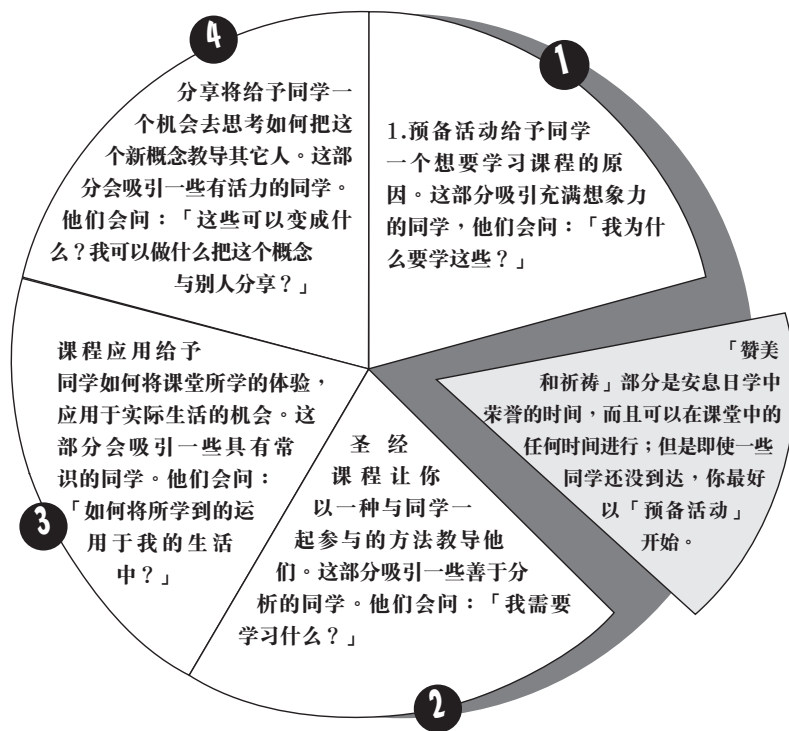 1
1.预备活动给予同学
一个想要学习课程的原
因。这部分吸引充满想象力
的同学，他们会问：「我为什
么要学这些？」
「赞美
和祈祷」部分是安息日学中
荣誉的时间，而且可以在课堂中的
任何时间进行；但是即使一些
同学还没到达，你最好
以「预备活动」
开始。
2
圣 经
课程让你
以一种与同学一
起参与的方法教导他
们。这部分吸引一些善于分
析的同学。他们会问：「我需要
学习什么？」
3
课程应用给予
同学如何将课堂所学的体验，
应用于实际生活的机会。这
部分会吸引一些具有常
识的同学。他们会问：
「如何将所学到的运
用于我的生活
中？」
4
分享将给予同学一
个机会去思考如何把这
个新概念教导其它人。这部
分会吸引一些有活力的同学。
他们会问：「这些可以变成什
么？我可以做什么把这个概念
与别人分享？」